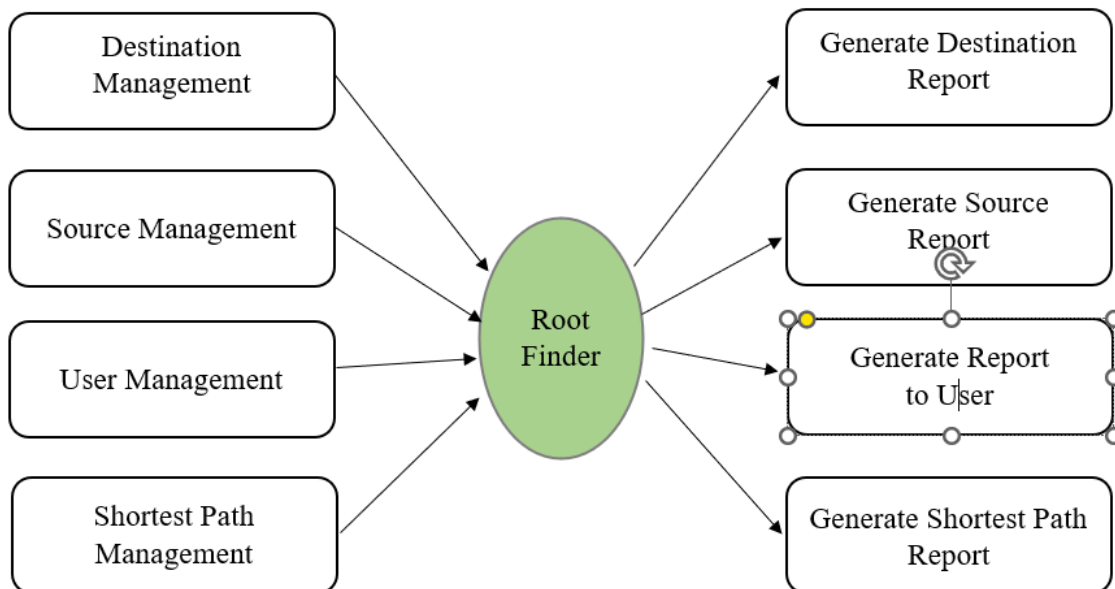 Destination
Management
Source Management
User Management
Shortest Path
Management
Root
Finder
Generate Destination
Report
Generate Source
Report
Generate Report
to User
Generate Shortest Path
Report